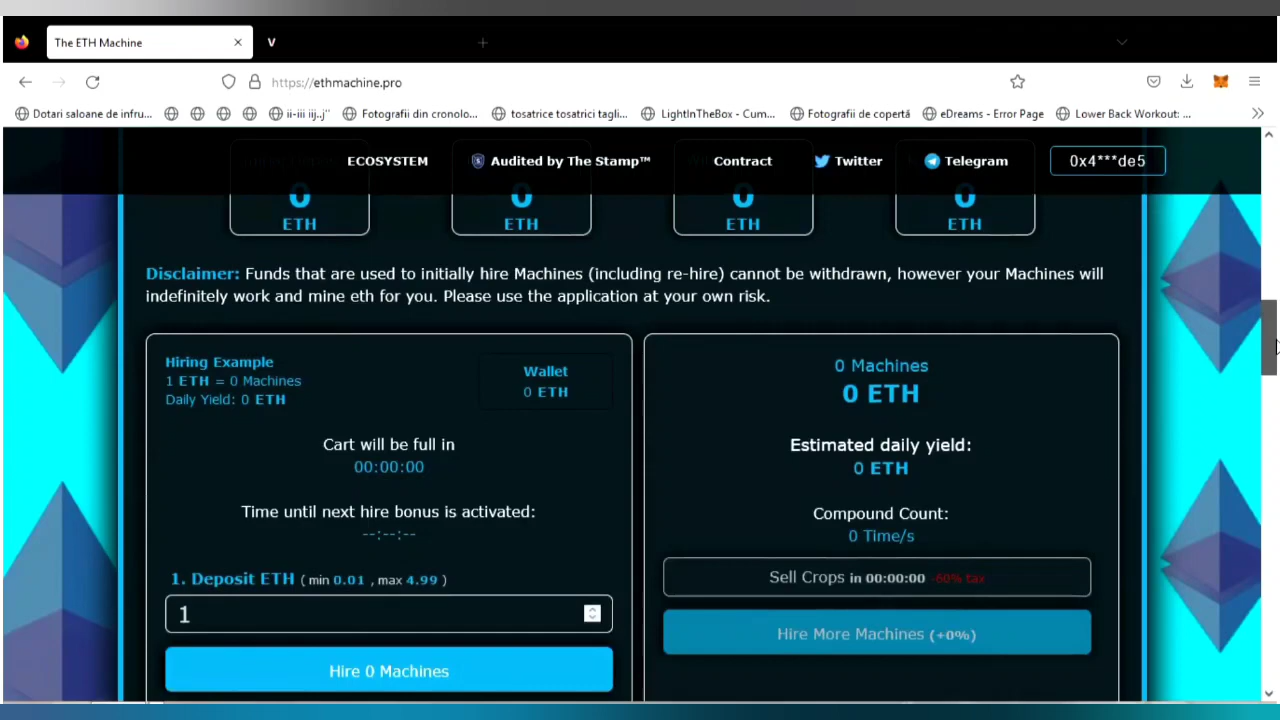 The ETH Machine
V
https://ethmachine.pro
Dotari saloane de infru...
ii-iii iij..j"
Fotografii din cronolo...
tosatrice tosatrici tagli...
LightInTheBox - Cum...
Fotografii de copertă
eDreams - Error Page
Lower Back Workout: ...
ECOSYSTEM
Audited by The Stamp™
Contract
Twitter
Telegram
0x4***de5
0
ETH
0
ETH
0
ETH
0
ETH
Disclaimer: Funds that are used to initially hire Machines (including re-hire) cannot be withdrawn, however your Machines will
indefinitely work and mine eth for you. Please use the application at your own risk.
Hiring Example
1 ETH = 0 Machines
Daily Yield: 0 ETH
Wallet
0 ETH
Cart will be full in
00:00:00
Time until next hire bonus is activated:
--:--:--
1. Deposit ETH ( min 0.01 , max 4.99 )
1
Hire 0 Machines
0 Machines
0 ETH
Estimated daily yield:
0 ETH
Compound Count:
0 Time/s
Sell Crops in 00:00:00 -60% tax
Hire More Machines (+0%)